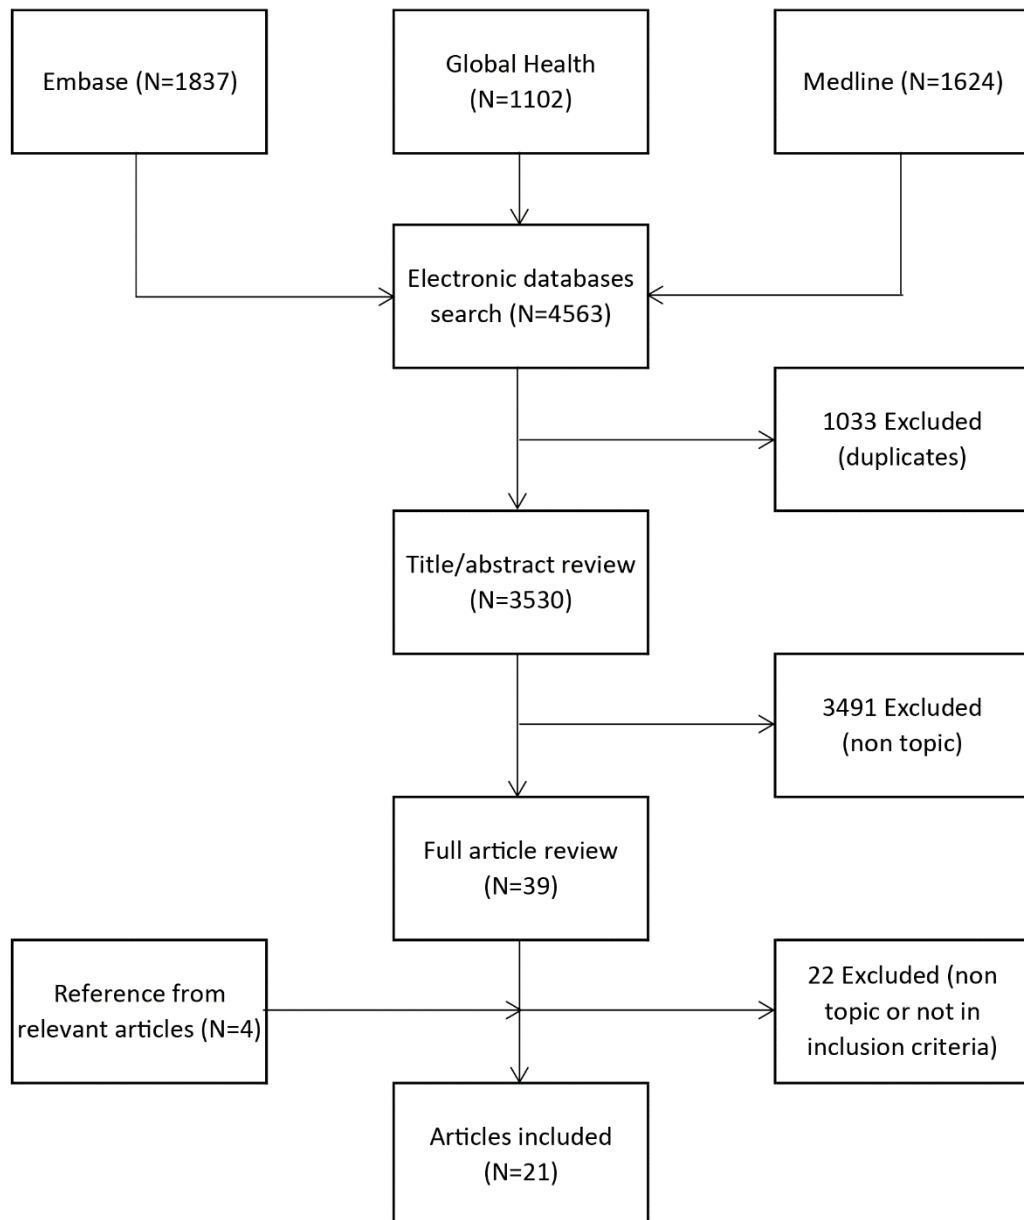 Embase (N=1837)
Global Health
(N=1102)
Medline (N=1624)
Electronic databases
search (N=4563)
1033 Excluded
(duplicates)
Title/abstract review
(N=3530)
3491 Excluded
(non topic)
Full article review
(N=39)
Reference from
relevant articles (N=4)
22 Excluded (non
topic or not in
inclusion criteria)
Articles included
(N=21)